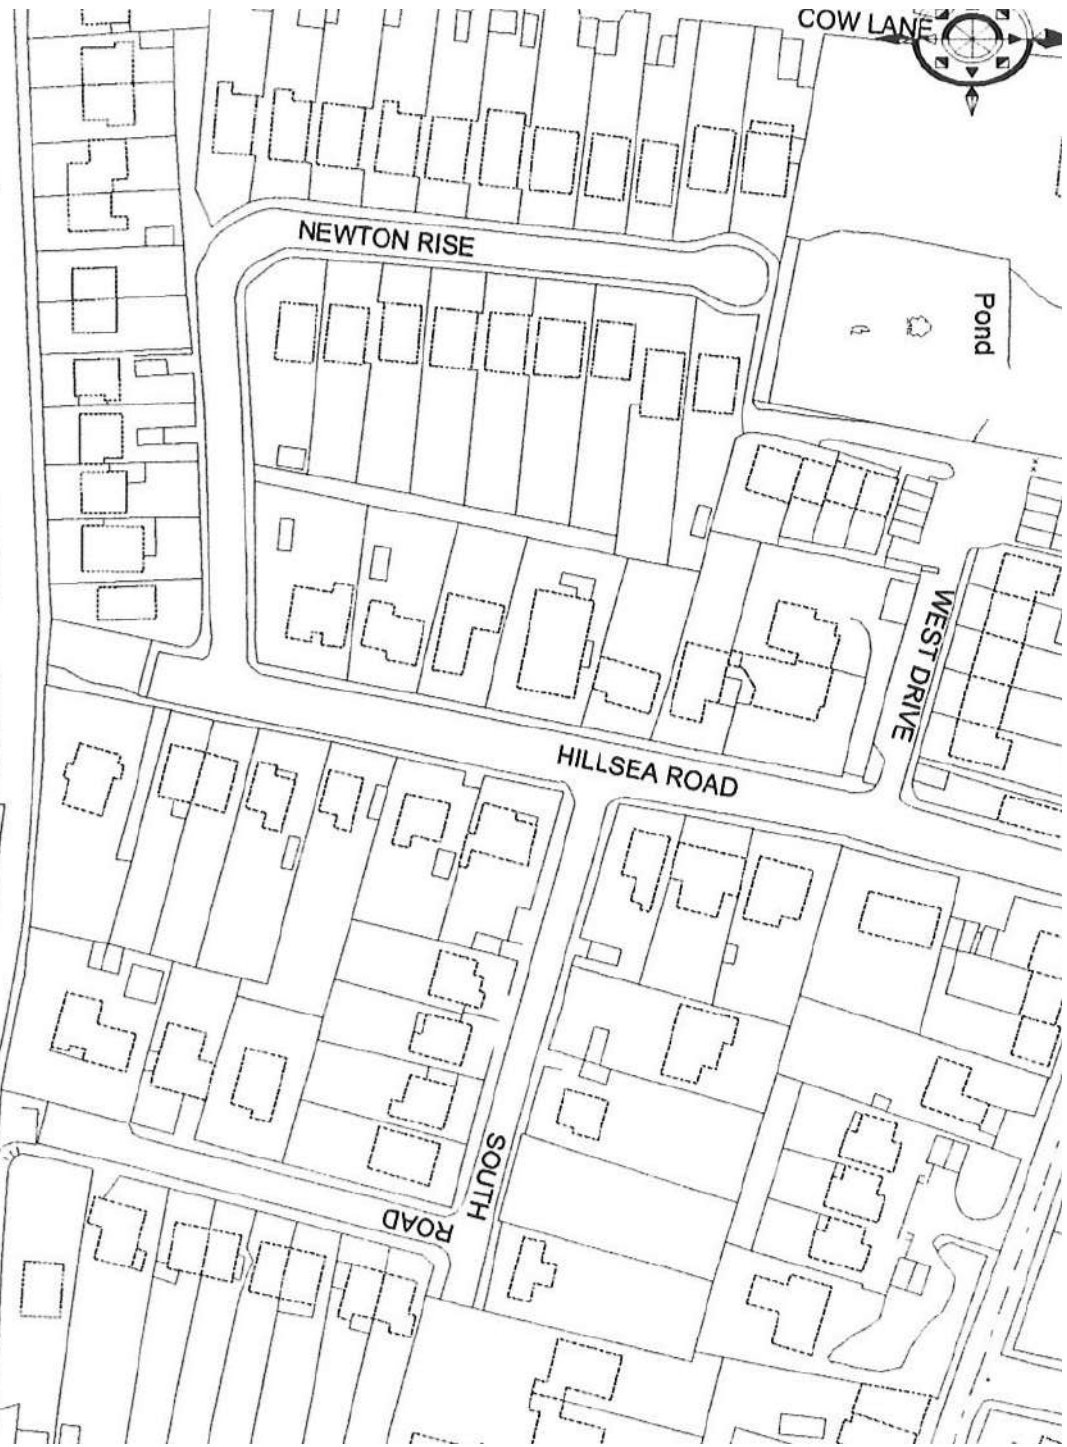 COW LANE
NEWTON RISE
Pond
WEST DRIVE
HILLSEA ROAD
SOUTH
ROAD